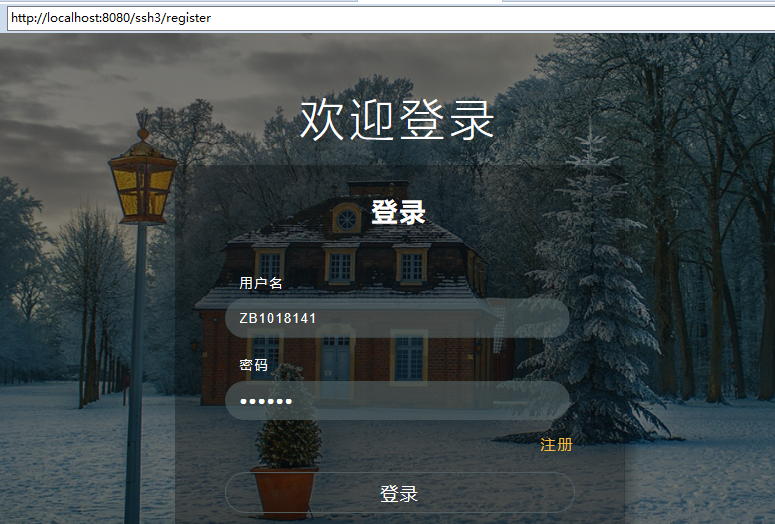 http://localhost:8080/ssh3/register
欢迎登录
登录
用户名
ZB1018141
密码
••••••
注册
登录